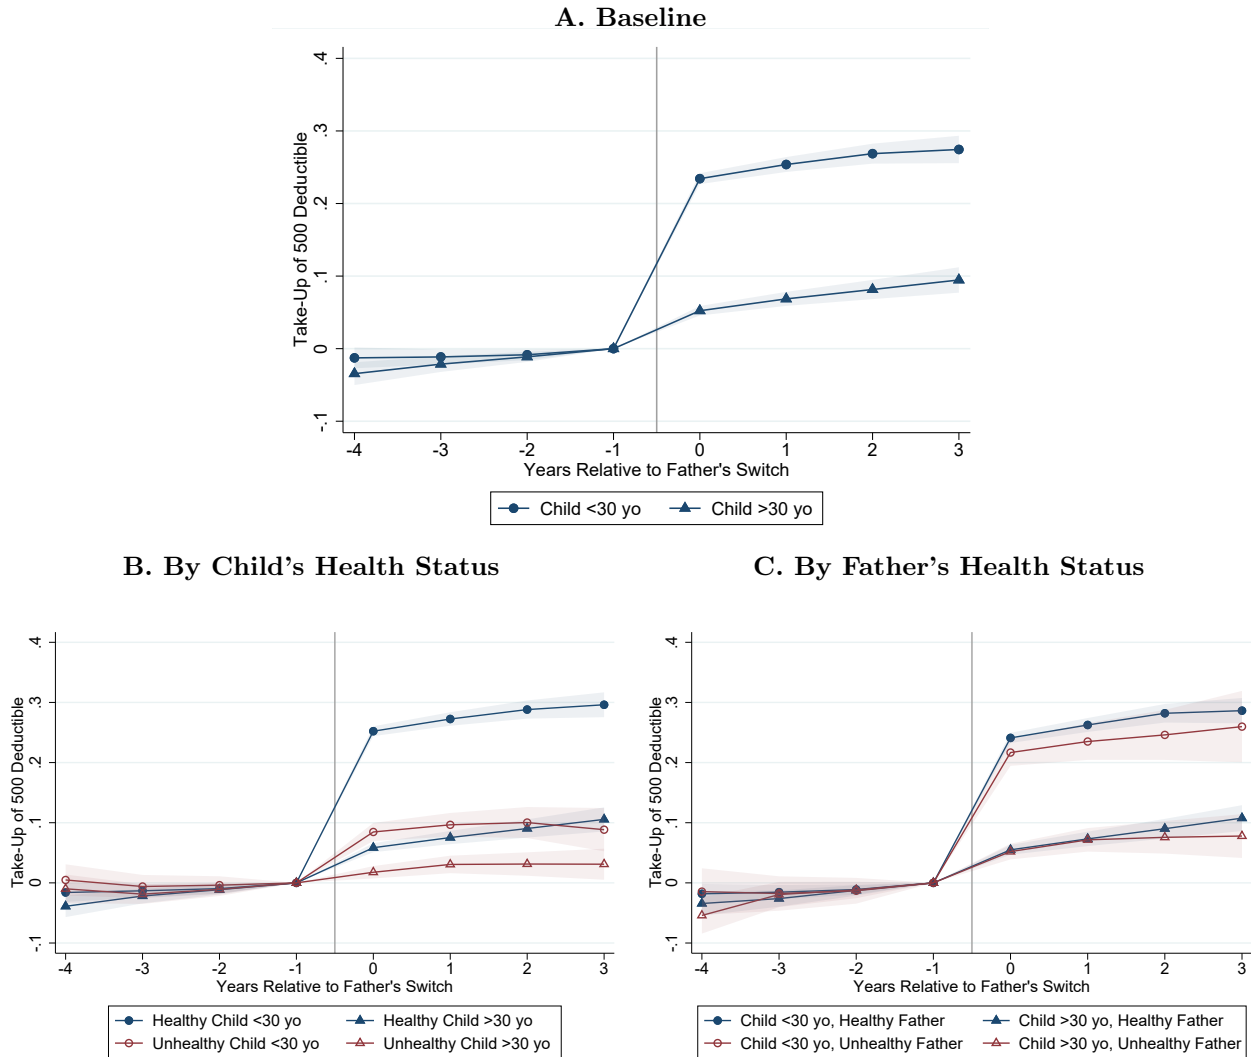 A. Baseline
Take-Up of 500 Deductible
.4
.3
.2
.1
0
-.1
-4 -3 -2 -1 0 1 2 3
Years Relative to Father's Switch
Child <30 yo Child >30 yo
B. By Child's Health Status
Take-Up of 500 Deductible
.4
.3
.2
.1
0
-.1
-4 -3 -2 -1 0 1 2 3
Years Relative to Father's Switch
Healthy Child <30 yo Healthy Child >30 yo
Unhealthy Child <30 yo Unhealthy Child >30 yo
C. By Father's Health Status
Take-Up of 500 Deductible
.4
.3
.2
.1
0
-.1
-4 -3 -2 -1 0 1 2 3
Years Relative to Father's Switch
Child <30 yo, Healthy Father Child >30 yo, Healthy Father
Child <30 yo, Unhealthy Father Child >30 yo, Unhealthy Father